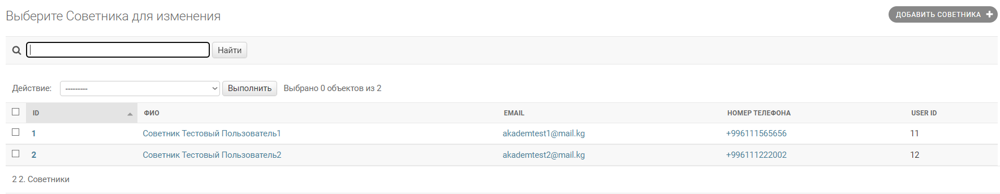 Выберите Советника для изменения
ДОБАВИТЬ СОВЕТНИКА
Найти
Действие: --------- Выполнить Выбрано 0 объектов из 2
ID ФИО EMAIL НОМЕР ТЕЛЕФОНА USER ID
1 Советник Тестовый Пользователь1 akademtest1@mail.kg +996111565656 11
2 Советник Тестовый Пользователь2 akademtest2@mail.kg +996111222002 12
2 2. Советники